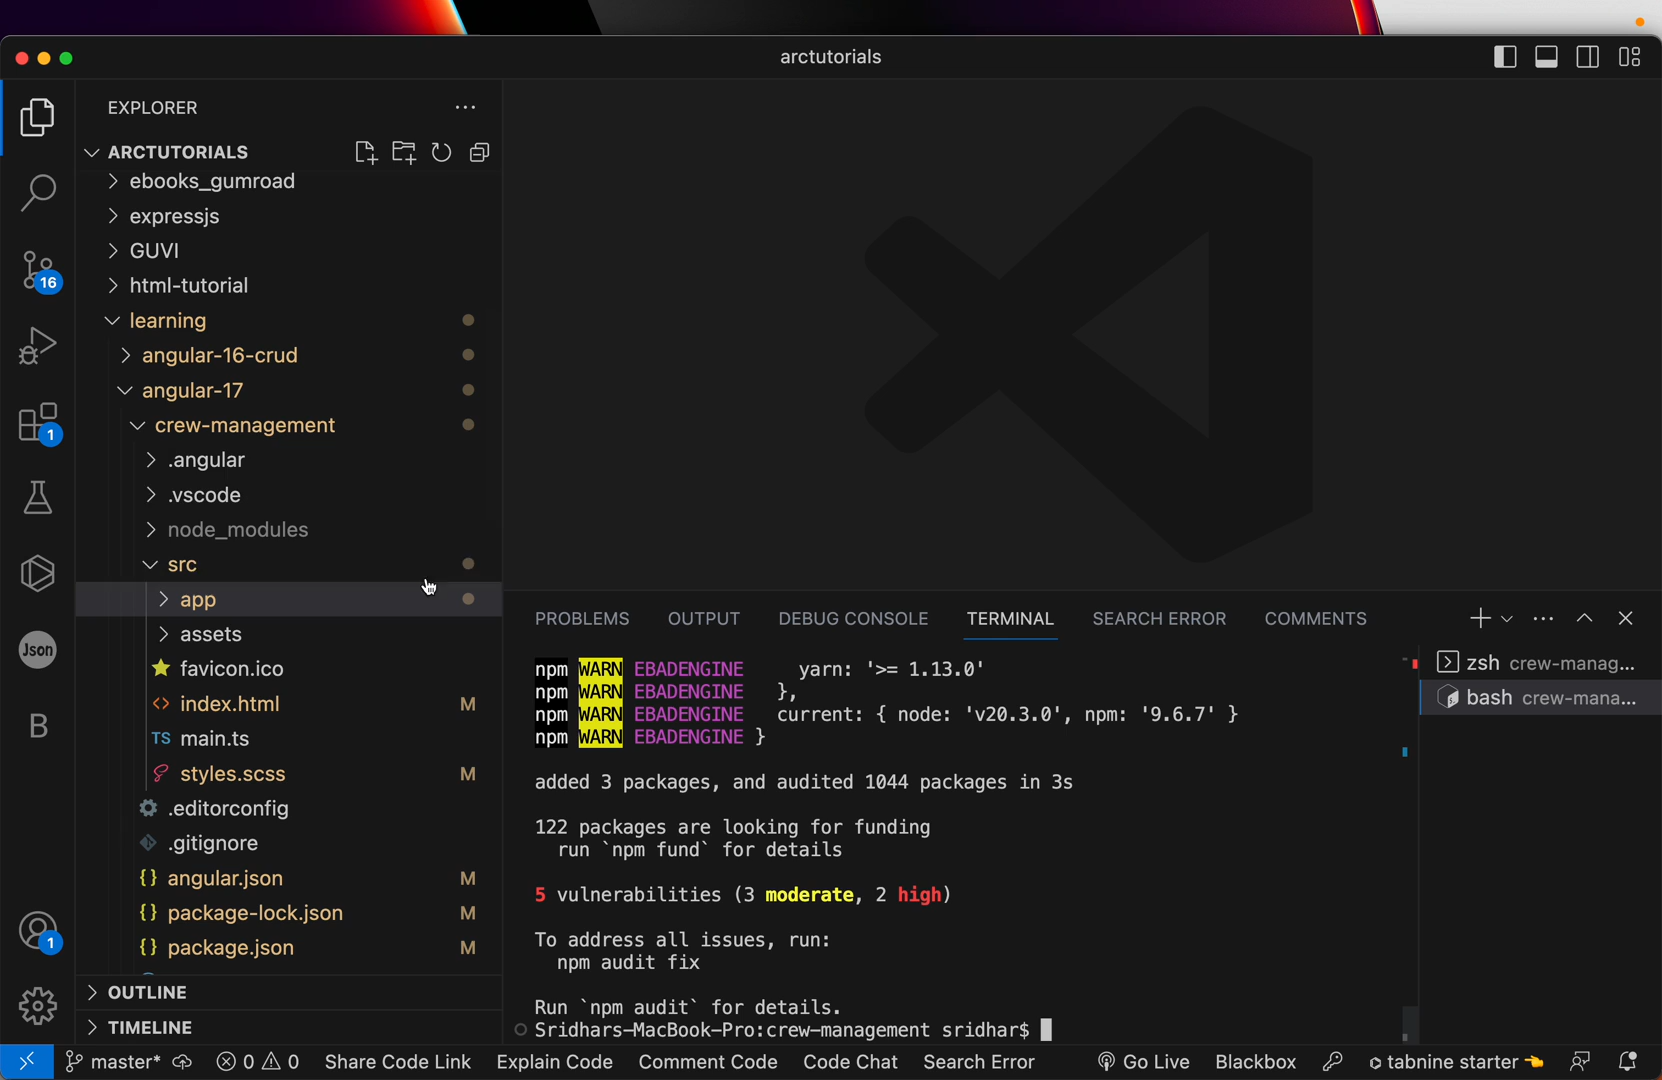 arctutorials
EXPLORER
ARCTUTORIALS
ebooks_gumroad
expressjs
GUVI
html-tutorial
learning
angular-16-crud
angular-17
crew-management
.angular
.vscode
node_modules
src
app
assets
favicon.ico
index.html M
TS main.ts
styles.scss M
.editorconfig
.gitignore
{} angular.json M
{} package-lock.json M
{} package.json M
OUTLINE
TIMELINE
16
1
Json
B
1
PROBLEMS OUTPUT DEBUG CONSOLE TERMINAL SEARCH ERROR COMMENTS
npm WARN EBADENGINE yarn: '>= 1.13.0'
npm WARN EBADENGINE },
npm WARN EBADENGINE current: { node: 'v20.3.0', npm: '9.6.7' }
npm WARN EBADENGINE }
added 3 packages, and audited 1044 packages in 3s
122 packages are looking for funding
run `npm fund` for details
5 vulnerabilities (3 moderate, 2 high)
To address all issues, run:
npm audit fix
Run `npm audit` for details.
Sridhars-MacBook-Pro:crew-management sridhar$
zsh crew-manag...
bash crew-mana...
master* 0 0 Share Code Link Explain Code Comment Code Code Chat Search Error Go Live Blackbox tabnine starter